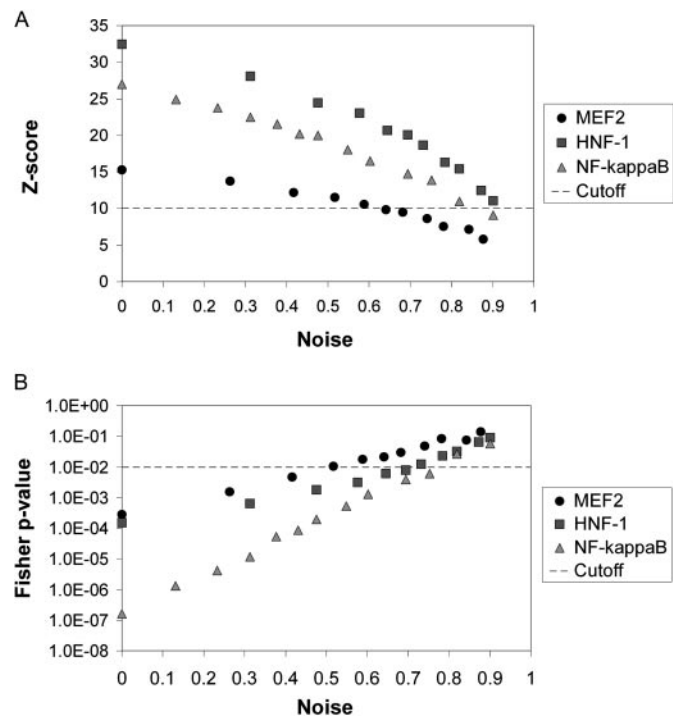 A
Z-score
35
30
25
20
15
10
5
0
0 0.1 0.2 0.3 0.4 0.5 0.6 0.7 0.8 0.9 1
Noise
MEF2
HNF-1
NF-kappaB
Cutoff
B
Fisher p-value
1.0E+00
1.0E-01
1.0E-02
1.0E-03
1.0E-04
1.0E-05
1.0E-06
1.0E-07
1.0E-08
0 0.1 0.2 0.3 0.4 0.5 0.6 0.7 0.8 0.9 1
Noise
MEF2
HNF-1
NF-kappaB
Cutoff